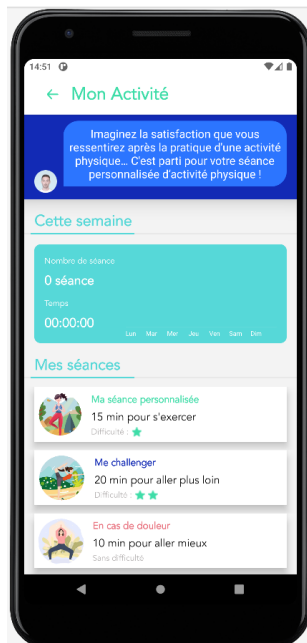 14:51
Mon Activité
Imaginez la satisfaction que vous
ressentirez après la pratique d'une activité
physique... C'est parti pour votre séance
personnalisée d'activité physique !
Cette semaine
Nombre de séance
0 séance
Temps
00:00:00
Lun Mar Mer Jeu Ven Sam Dim
Mes séances
Ma séance personnalisée
15 min pour s'exercer
Difficulté :
Me challenger
20 min pour aller plus loin
Difficulté :
En cas de douleur
10 min pour aller mieux
Sans difficulté